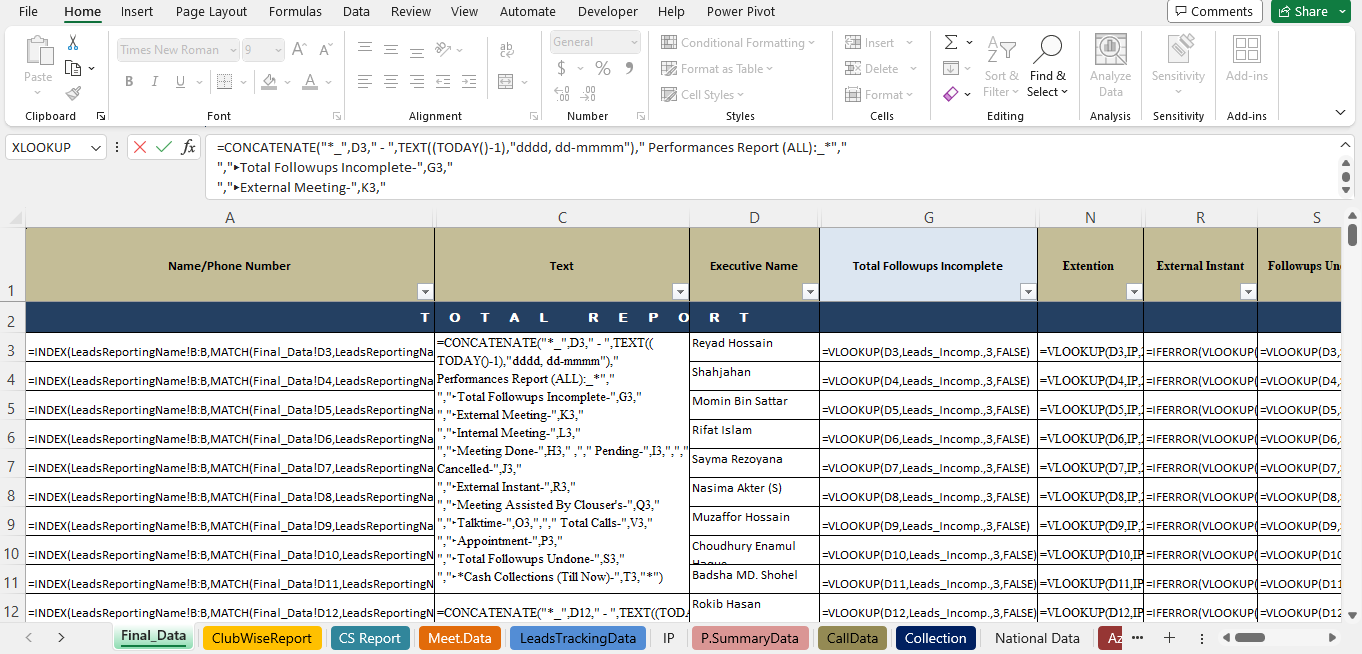 File Home Insert Page Layout Formulas Data Review View Automate Developer Help Power Pivot Comments Share
Times New Roman 9 General Conditional Formatting Insert
Paste B I U A $ % Format as Table Delete Sort & Find & Analyze Sensitivity Add-ins
Cell Styles Format Filter Select Data
Clipboard Font Alignment Number Styles Cells Editing Analysis Sensitivity Add-ins
XLOOKUP fx =CONCATENATE("*_",D3," - ",TEXT((TODAY()-1),"dddd, dd-mmmm")," Performances Report (ALL):_*","
","‣Total Followups Incomplete-",G3,"
","‣External Meeting-",K3,"
A C D G N R S
1 Name/Phone Number Text Executive Name Total Followups Incomplete Extention External Instant Followups Un
2 T O T A L R E P O R T
3 =INDEX(LeadsReportingName!B:B,MATCH(Final_Data!D3,LeadsReportingNa
4 =INDEX(LeadsReportingName!B:B,MATCH(Final_Data!D4,LeadsReportingNa
5 =INDEX(LeadsReportingName!B:B,MATCH(Final_Data!D5,LeadsReportingNa
6 =INDEX(LeadsReportingName!B:B,MATCH(Final_Data!D6,LeadsReportingNa
7 =INDEX(LeadsReportingName!B:B,MATCH(Final_Data!D7,LeadsReportingNa
8 =INDEX(LeadsReportingName!B:B,MATCH(Final_Data!D8,LeadsReportingNa
9 =INDEX(LeadsReportingName!B:B,MATCH(Final_Data!D9,LeadsReportingNa
10 =INDEX(LeadsReportingName!B:B,MATCH(Final_Data!D10,LeadsReportingN
11 =INDEX(LeadsReportingName!B:B,MATCH(Final_Data!D11,LeadsReportingN
12 =INDEX(LeadsReportingName!B:B,MATCH(Final_Data!D12,LeadsReportingN
=CONCATENATE("*_",D3," - ",TEXT((
TODAY()-1),"dddd, dd-mmmm"),"
Performances Report (ALL):_*","
","‣Total Followups Incomplete-",G3,"
","‣External Meeting-",K3,"
","‣Internal Meeting-",L3,"
","‣Meeting Done-",H3," ,"," Pending-",I3,",","
Cancelled-",J3,"
","‣External Instant-",R3,"
","‣Meeting Assisted By Clouser's-",Q3,"
","‣Talktime-",O3,","," Total Calls-",V3,"
","‣Appointment-",P3,"
","‣Total Followups Undone-",S3,"
","‣*Cash Collections (Till Now)-",T3,"*")
=CONCATENATE("*_",D12," - ",TEXT((TODA
Reyad Hossain
Shahjahan
Momin Bin Sattar
Rifat Islam
Sayma Rezoyana
Nasima Akter (S)
Muzaffor Hossain
Choudhury Enamul
Haque
Badsha MD. Shohel
Rokib Hasan
=VLOOKUP(D3,Leads_Incomp.,3,FALSE) =VLOOKUP(D3,IP, =IFERROR(VLOOKUP( =VLOOKUP(D3,
=VLOOKUP(D4,Leads_Incomp.,3,FALSE) =VLOOKUP(D4,IP, =IFERROR(VLOOKUP( =VLOOKUP(D4,
=VLOOKUP(D5,Leads_Incomp.,3,FALSE) =VLOOKUP(D5,IP, =IFERROR(VLOOKUP( =VLOOKUP(D5,
=VLOOKUP(D6,Leads_Incomp.,3,FALSE) =VLOOKUP(D6,IP, =IFERROR(VLOOKUP( =VLOOKUP(D6,
=VLOOKUP(D7,Leads_Incomp.,3,FALSE) =VLOOKUP(D7,IP, =IFERROR(VLOOKUP( =VLOOKUP(D7,
=VLOOKUP(D8,Leads_Incomp.,3,FALSE) =VLOOKUP(D8,IP, =IFERROR(VLOOKUP( =VLOOKUP(D8,
=VLOOKUP(D9,Leads_Incomp.,3,FALSE) =VLOOKUP(D9,IP, =IFERROR(VLOOKUP( =VLOOKUP(D9,
=VLOOKUP(D10,Leads_Incomp.,3,FALSE) =VLOOKUP(D10,IP =IFERROR(VLOOKUP( =VLOOKUP(D10
=VLOOKUP(D11,Leads_Incomp.,3,FALSE) =VLOOKUP(D11,IP =IFERROR(VLOOKUP( =VLOOKUP(D11
=VLOOKUP(D12,Leads_Incomp.,3,FALSE) =VLOOKUP(D12,IP =IFERROR(VLOOKUP( =VLOOKUP(D12
Final_Data ClubWiseReport CS Report Meet.Data LeadsTrackingData IP P.SummaryData CallData Collection National Data Az